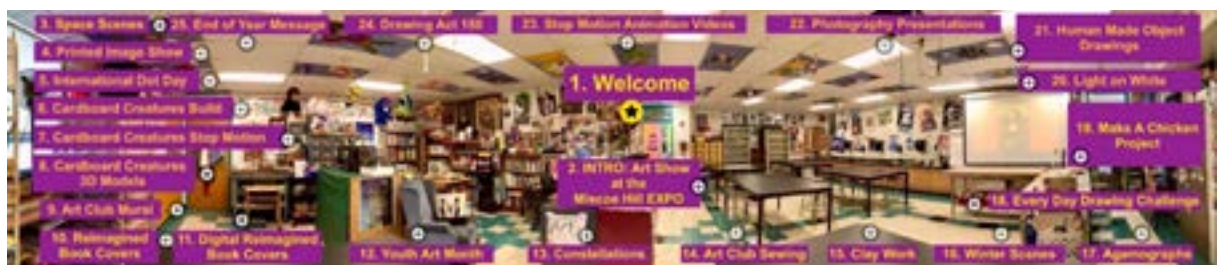 3. Space Scenes
25. End of Year Message
24. Drawing Act 150
23. Stop Motion Animation Videos
22. Photography Presentations
21. Human Made Object
Drawings
4. Printed Image Show
5. International Dot Day
1. Welcome
20. Light on White
6. Cardboard Creatures Build
7. Cardboard Creatures Stop Motion
19. Make A Chicken
Project
8. Cardboard Creatures
3D Models
2. INTRO: Art Show
at the
Miscoe Hill EXPO
9. Art Club Mural
18. Every Day Drawing Challenge
10. Reimagined
Book Covers
11. Digital Reimagined
Book Covers
12. Youth Art Month
13. Constellations
14. Art Club Sewing
15. Clay Work
16. Winter Scenes
17. Agamographs